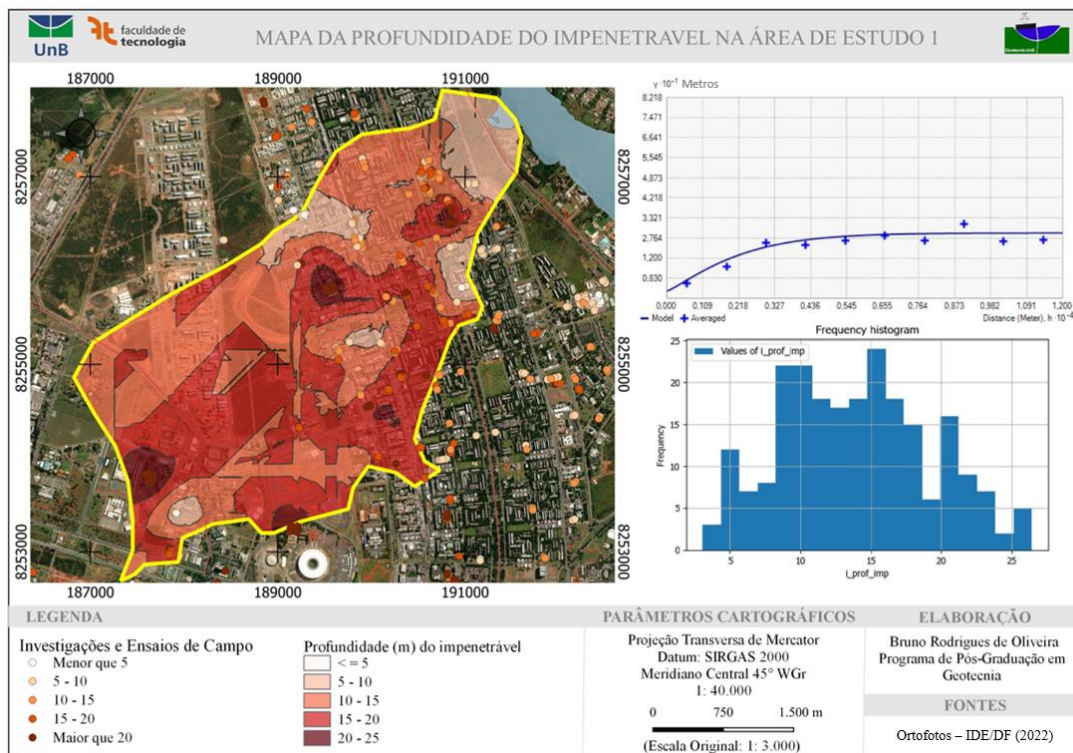 UnB
faculdade de
tecnologia
MAPA DA PROFUNDIDADE DO IMPENETRAVEL NA ÁREA DE ESTUDO 1
Geotecnia-UnB
187000
189000
191000
8257000
8257000
8255000
8255000
8253000
8253000
187000
189000
191000
γ·10⁻¹ Metros
8.218
7.471
6.641
5.545
4.873
4.218
3.321
2.764
1.200
0.830
0.000
0.109
0.218
0.327
0.436
0.545
0.655
0.764
0.873
0.982
1.091
1.200
Model
Averaged
Distance (Meter), h·10⁻⁴
Frequency histogram
Values of i_prof_imp
Frequency
25
20
15
10
5
0
5
10
15
20
25
i_prof_imp
LEGENDA
Investigações e Ensaios de Campo
Menor que 5
5 - 10
10 - 15
15 - 20
Maior que 20
Profundidade (m) do impenetrável
< = 5
5 - 10
10 - 15
15 - 20
20 - 25
PARÂMETROS CARTOGRÁFICOS
Projeção Transversa de Mercator
Datum: SIRGAS 2000
Meridiano Central 45° WGr
1: 40.000
0 750 1.500 m
(Escala Original: 1: 3.000)
ELABORAÇÃO
Bruno Rodrigues de Oliveira
Programa de Pós-Graduação em
Geotecnia
FONTES
Ortofotos – IDE/DF (2022)